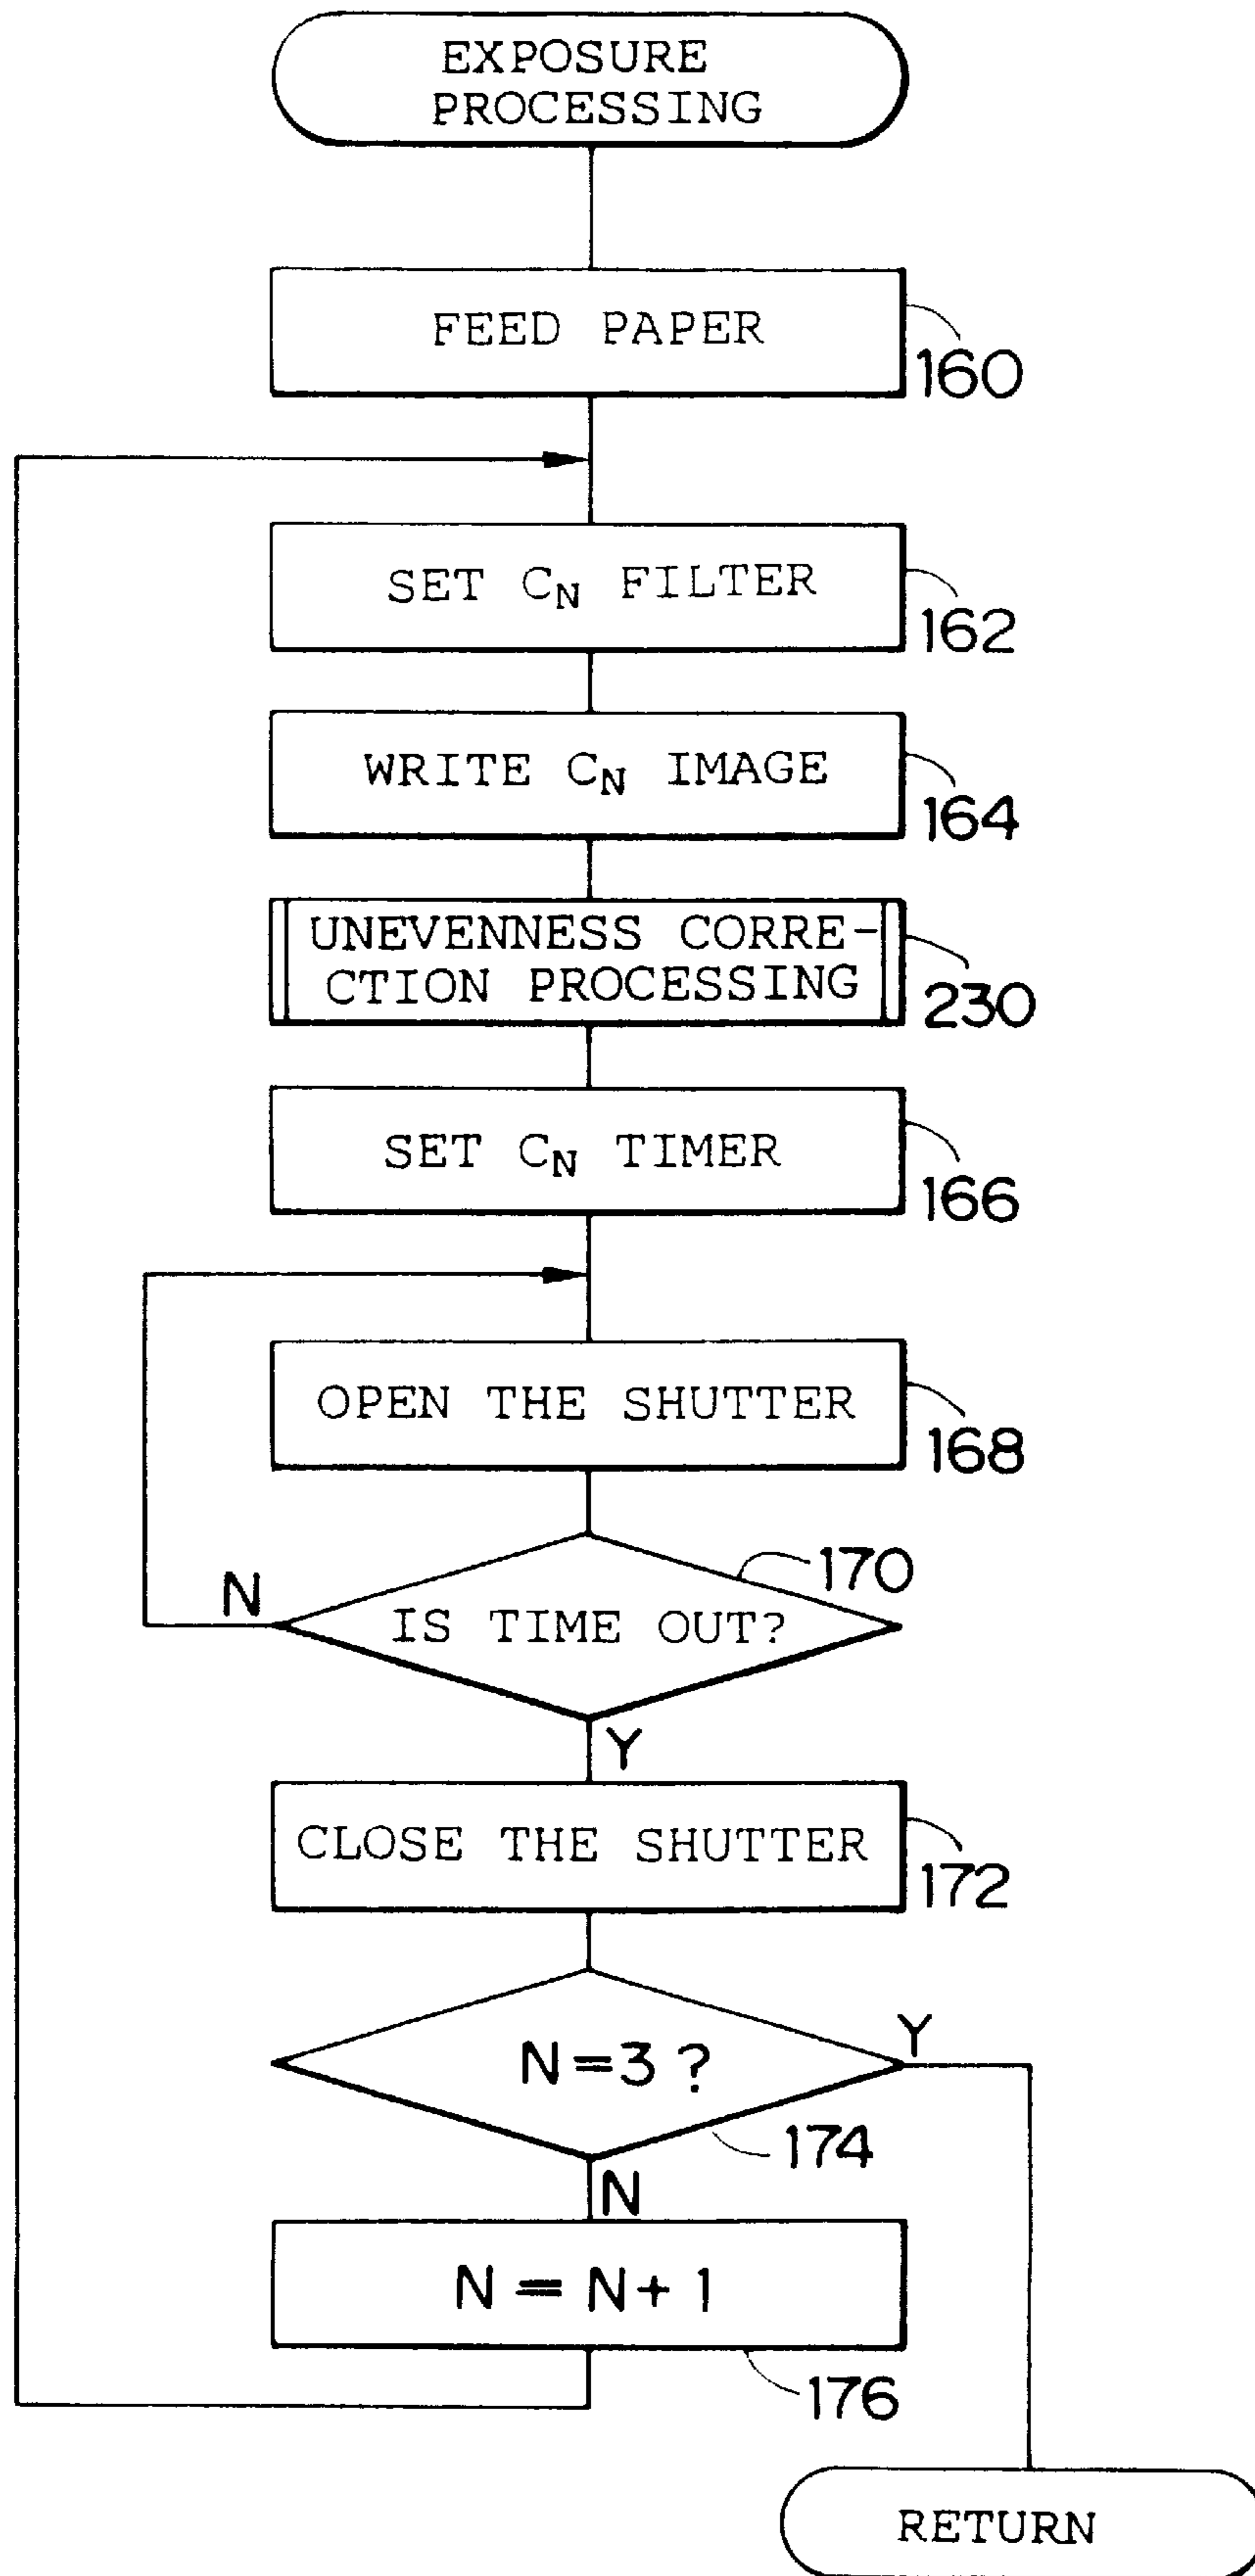 EXPOSURE
PROCESSING
FEED PAPER
160
SET CN FILTER
162
WRITE CN IMAGE
164
UNEVENNESS CORRE-
CTION PROCESSING
230
SET CN TIMER
166
OPEN THE SHUTTER
168
170
N
IS TIME OUT?
Y
CLOSE THE SHUTTER
172
Y
N=3?
174
N
N=N+1
176
RETURN